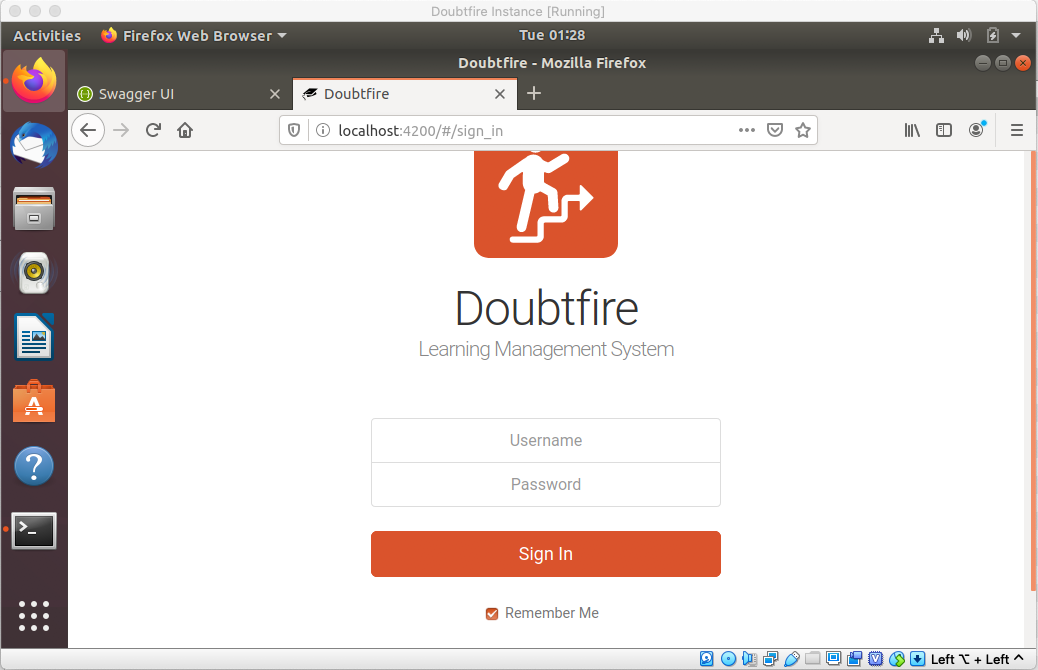 Doubtfire Instance [Running]
Activities Firefox Web Browser Tue 01:28
Doubtfire - Mozilla Firefox
Swagger UI Doubtfire
localhost:4200/#/sign_in
Doubtfire
Learning Management System
Username
Password
Sign In
Remember Me
Left ⌥ + Left ^